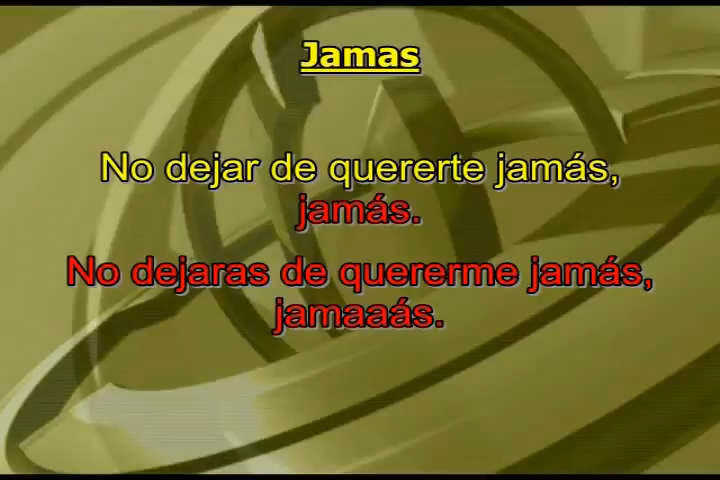 Jamas
No dejar de quererte jamás,
jamás.
No dejaras de quererme jamás,
jamaaás.